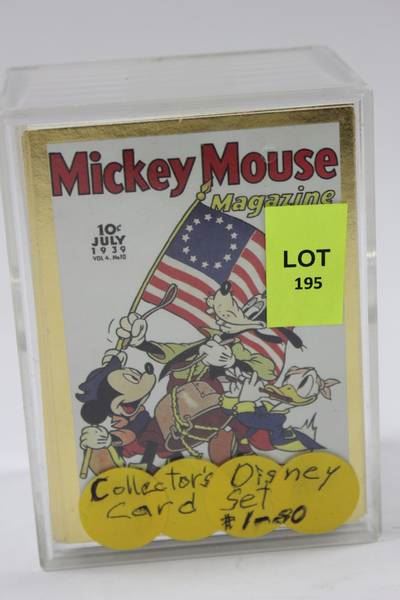 Mickey Mouse
Magazine
10¢
JULY
1939
VOL 4, No 10
LOT
195
Collector's Disney
Card Set
#1-80